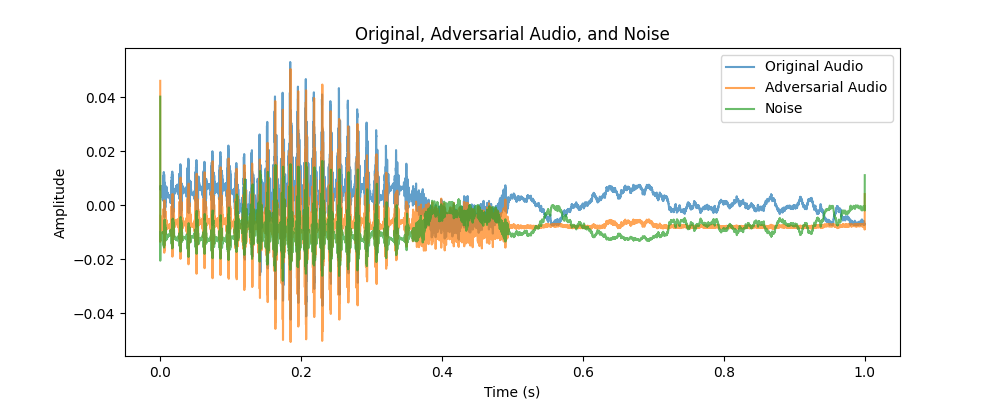 Original, Adversarial Audio, and Noise
Original Audio
Adversarial Audio
Noise
Amplitude
0.04
0.02
0.00
−0.02
−0.04
0.0
0.2
0.4
0.6
0.8
1.0
Time (s)